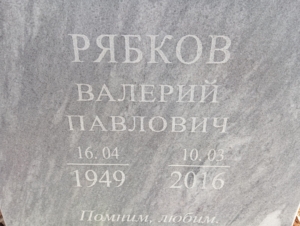 РЯБКОВ
ВАЛЕРИЙ
ПАВЛОВИЧ
16.04 10.03
1949 2016
Помним, любим.